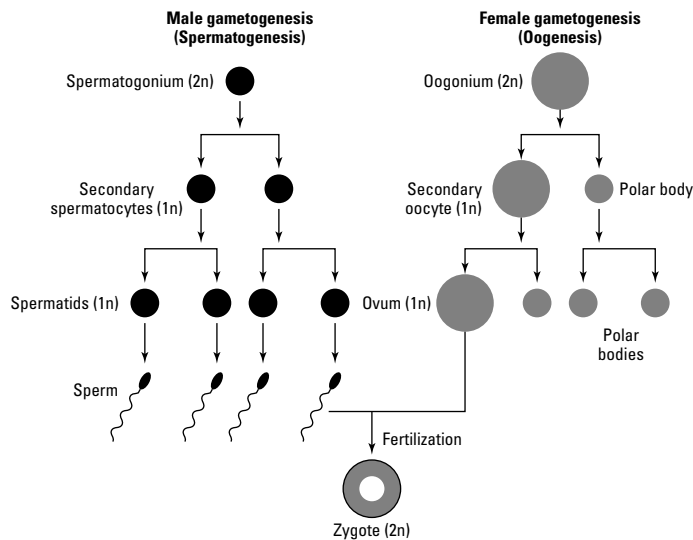 Male gametogenesis
(Spermatogenesis)
Female gametogenesis
(Oogenesis)
Spermatogonium (2n)
Oogonium (2n)
Secondary
spermatocytes (1n)
Secondary
oocyte (1n)
Polar body
Spermatids (1n)
Ovum (1n)
Polar
bodies
Sperm
Fertilization
Zygote (2n)